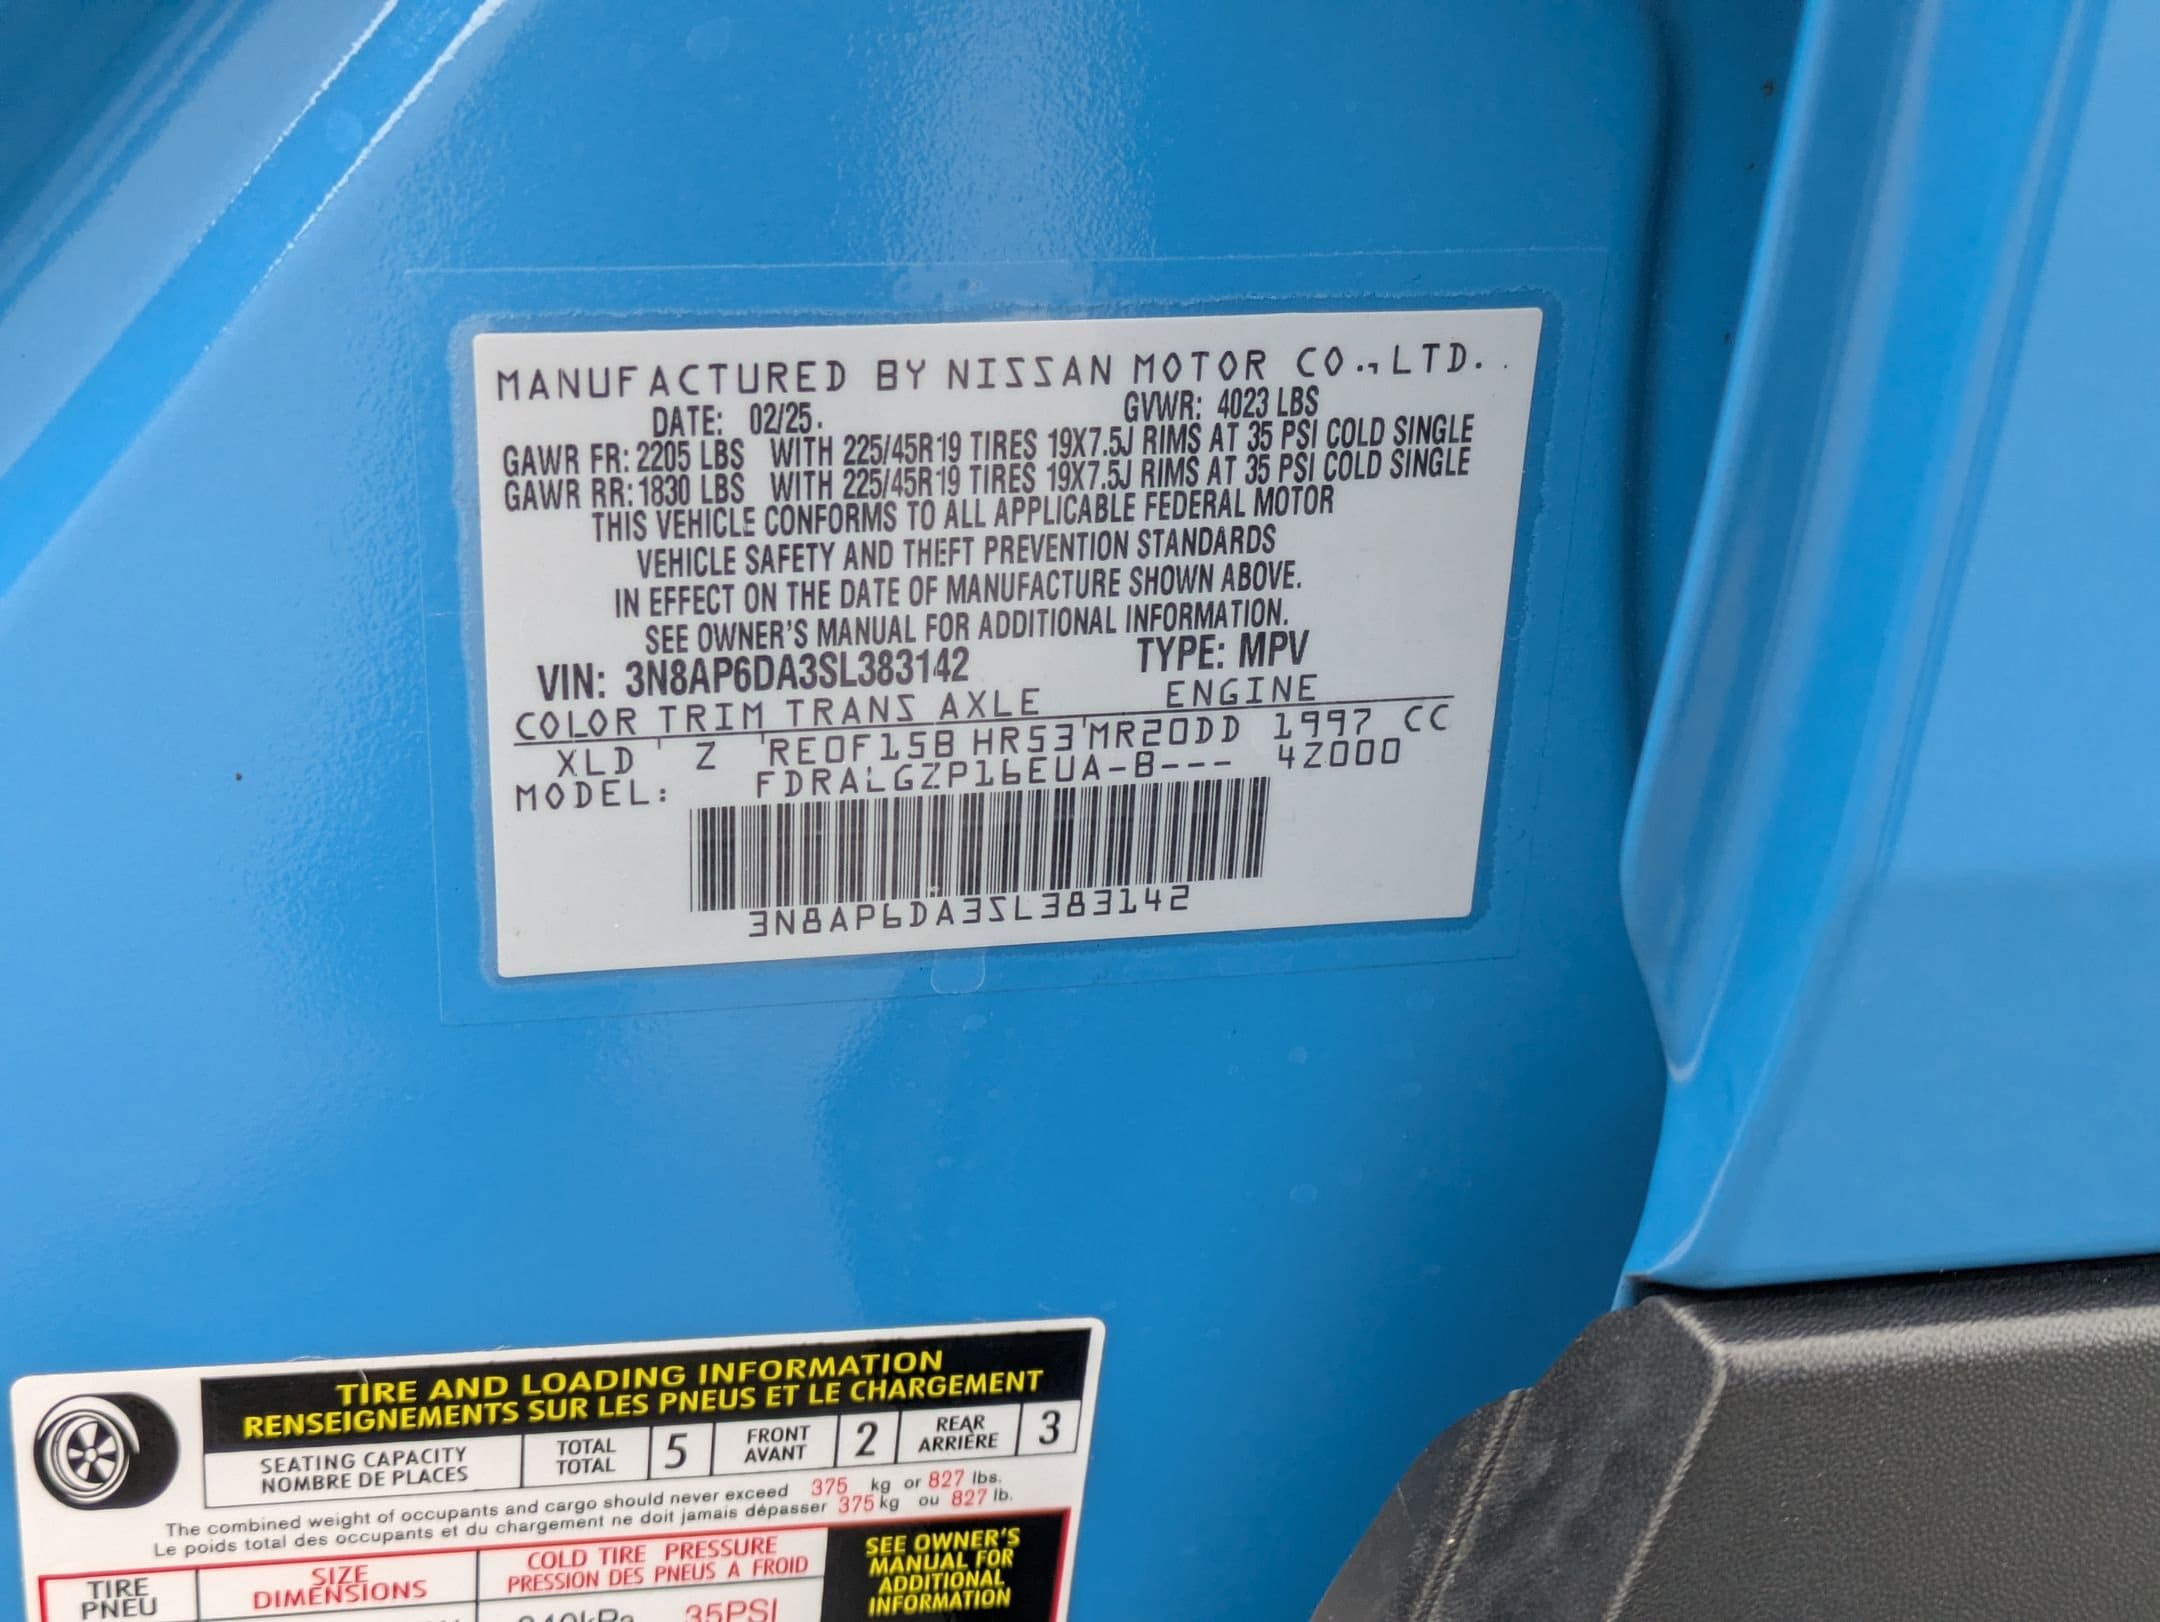 MANUFACTURED BY NISSAN MOTOR CO.,LTD.
DATE: 02/25. GVWR: 4023 LBS
GAWR FR: 2205 LBS WITH 225/45R19 TIRES 19X7.5J RIMS AT 35 PSI COLD SINGLE
GAWR RR: 1830 LBS WITH 225/45R19 TIRES 19X7.5J RIMS AT 35 PSI COLD SINGLE
THIS VEHICLE CONFORMS TO ALL APPLICABLE FEDERAL MOTOR
VEHICLE SAFETY AND THEFT PREVENTION STANDARDS
IN EFFECT ON THE DATE OF MANUFACTURE SHOWN ABOVE.
SEE OWNER'S MANUAL FOR ADDITIONAL INFORMATION.
VIN: 3N8AP6DA3SL383142 TYPE: MPV
COLOR TRIM TRANS AXLE ENGINE
XLD Z RE0F15B HR53 MR20DD 1997 CC
MODEL: FDRALGZP16EUA-B--- 4Z000
3N8AP6DA3SL383142
TIRE AND LOADING INFORMATION
RENSEIGNEMENTS SUR LES PNEUS ET LE CHARGEMENT
SEATING CAPACITY
NOMBRE DE PLACES
TOTAL
TOTAL
5
FRONT
AVANT
2
REAR
ARRIÈRE
3
The combined weight of occupants and cargo should never exceed 375 kg or 827 lbs.
Le poids total des occupants et du chargement ne doit jamais dépasser 375 kg ou 827 lb.
TIRE
PNEU
SIZE
DIMENSIONS
COLD TIRE PRESSURE
PRESSION DES PNEUS A FROID
SEE OWNER'S
MANUAL FOR
ADDITIONAL
INFORMATION
240kPa 35PSI